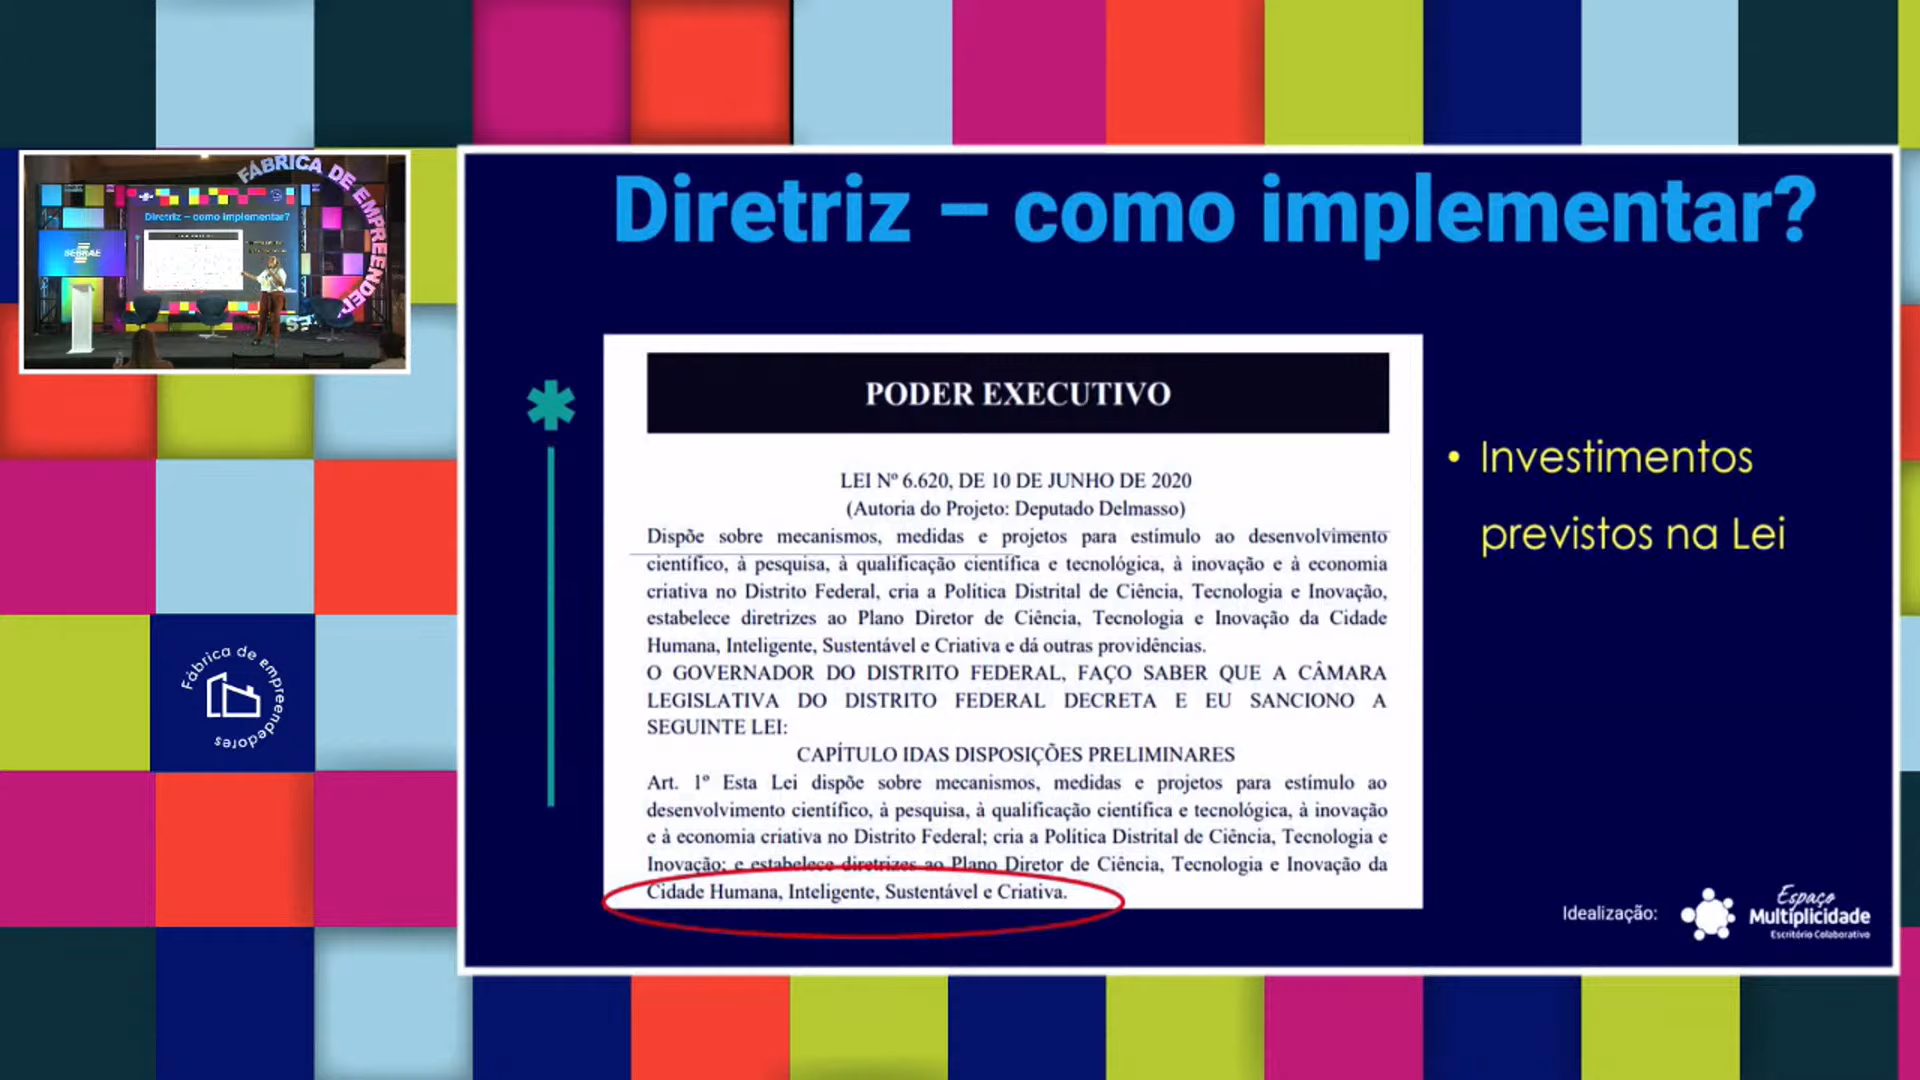 FÁBRICA DE EMPREENDEDORES
Diretriz – como implementar?
SEBRAE
Diretriz – como implementar?
PODER EXECUTIVO
LEI Nº 6.620, DE 10 DE JUNHO DE 2020
(Autoria do Projeto: Deputado Delmasso)
Dispõe sobre mecanismos, medidas e projetos para estímulo ao desenvolvimento
científico, à pesquisa, à qualificação científica e tecnológica, à inovação e à economia
criativa no Distrito Federal, cria a Política Distrital de Ciência, Tecnologia e Inovação,
estabelece diretrizes ao Plano Diretor de Ciência, Tecnologia e Inovação da Cidade
Humana, Inteligente, Sustentável e Criativa e dá outras providências.
O GOVERNADOR DO DISTRITO FEDERAL, FAÇO SABER QUE A CÂMARA
LEGISLATIVA DO DISTRITO FEDERAL DECRETA E EU SANCIONO A
SEGUINTE LEI:
CAPÍTULO IDAS DISPOSIÇÕES PRELIMINARES
Art. 1º Esta Lei dispõe sobre mecanismos, medidas e projetos para estímulo ao
desenvolvimento científico, à pesquisa, à qualificação científica e tecnológica, à inovação
e à economia criativa no Distrito Federal; cria a Política Distrital de Ciência, Tecnologia e
Inovação; e estabelece diretrizes ao Plano Diretor de Ciência, Tecnologia e Inovação da
Cidade Humana, Inteligente, Sustentável e Criativa.
• Investimentos
previstos na Lei
Fábrica de empreendedores
Idealização:
Espaço
Multiplicidade
Escritório Colaborativo